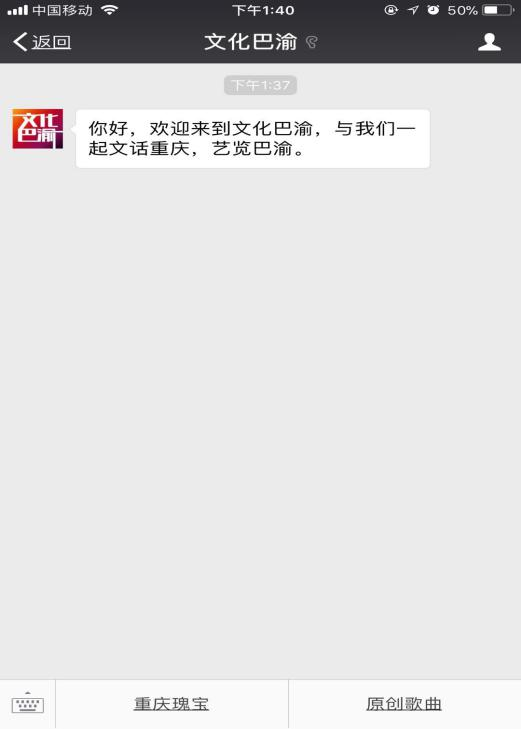 中国移动 下午1:40 50%
返回 文化巴渝
下午1:37
文化
巴渝
你好，欢迎来到文化巴渝，与我们一
起文话重庆，艺览巴渝。
重庆瑰宝 原创歌曲